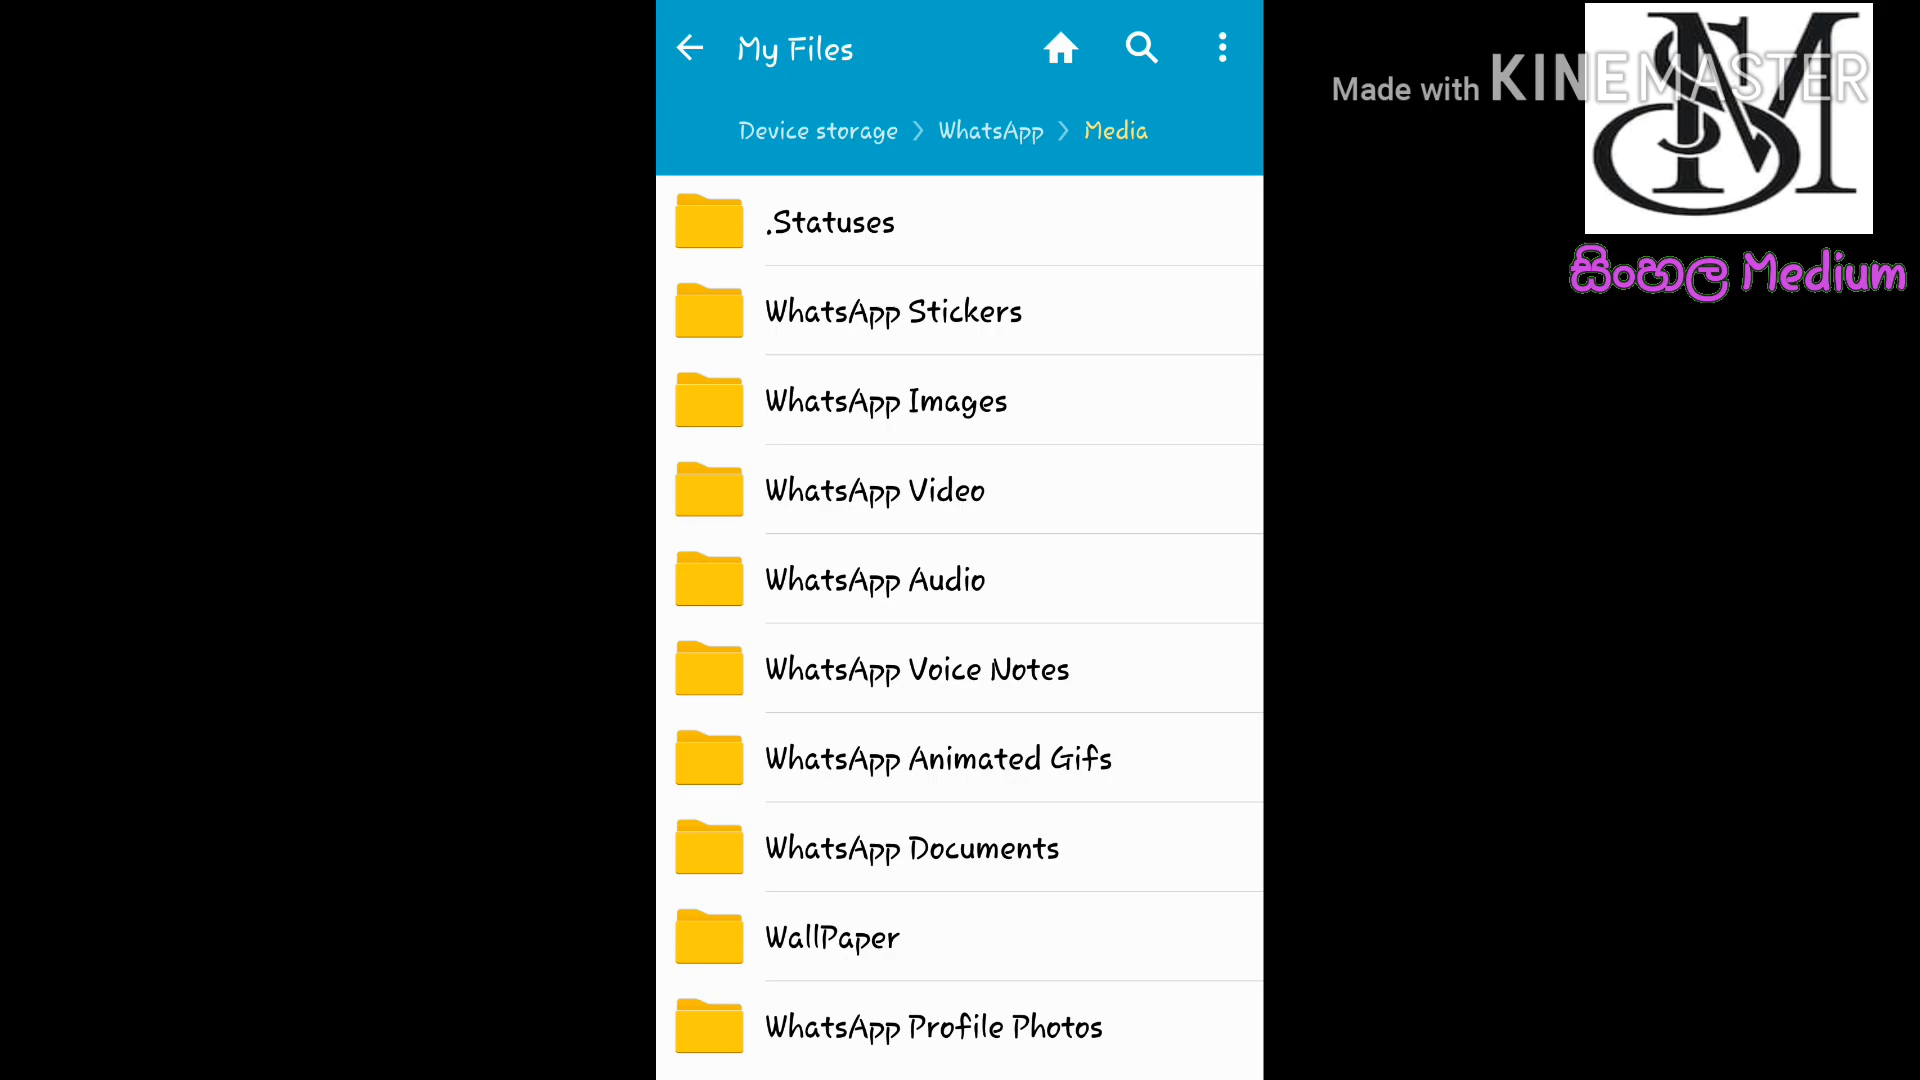 My Files
Made with KINEMASTER
Device storage > WhatsApp > Media
.Statuses
සිංහල Medium
WhatsApp Stickers
WhatsApp Images
WhatsApp Video
WhatsApp Audio
WhatsApp Voice Notes
WhatsApp Animated Gifs
WhatsApp Documents
WallPaper
WhatsApp Profile Photos